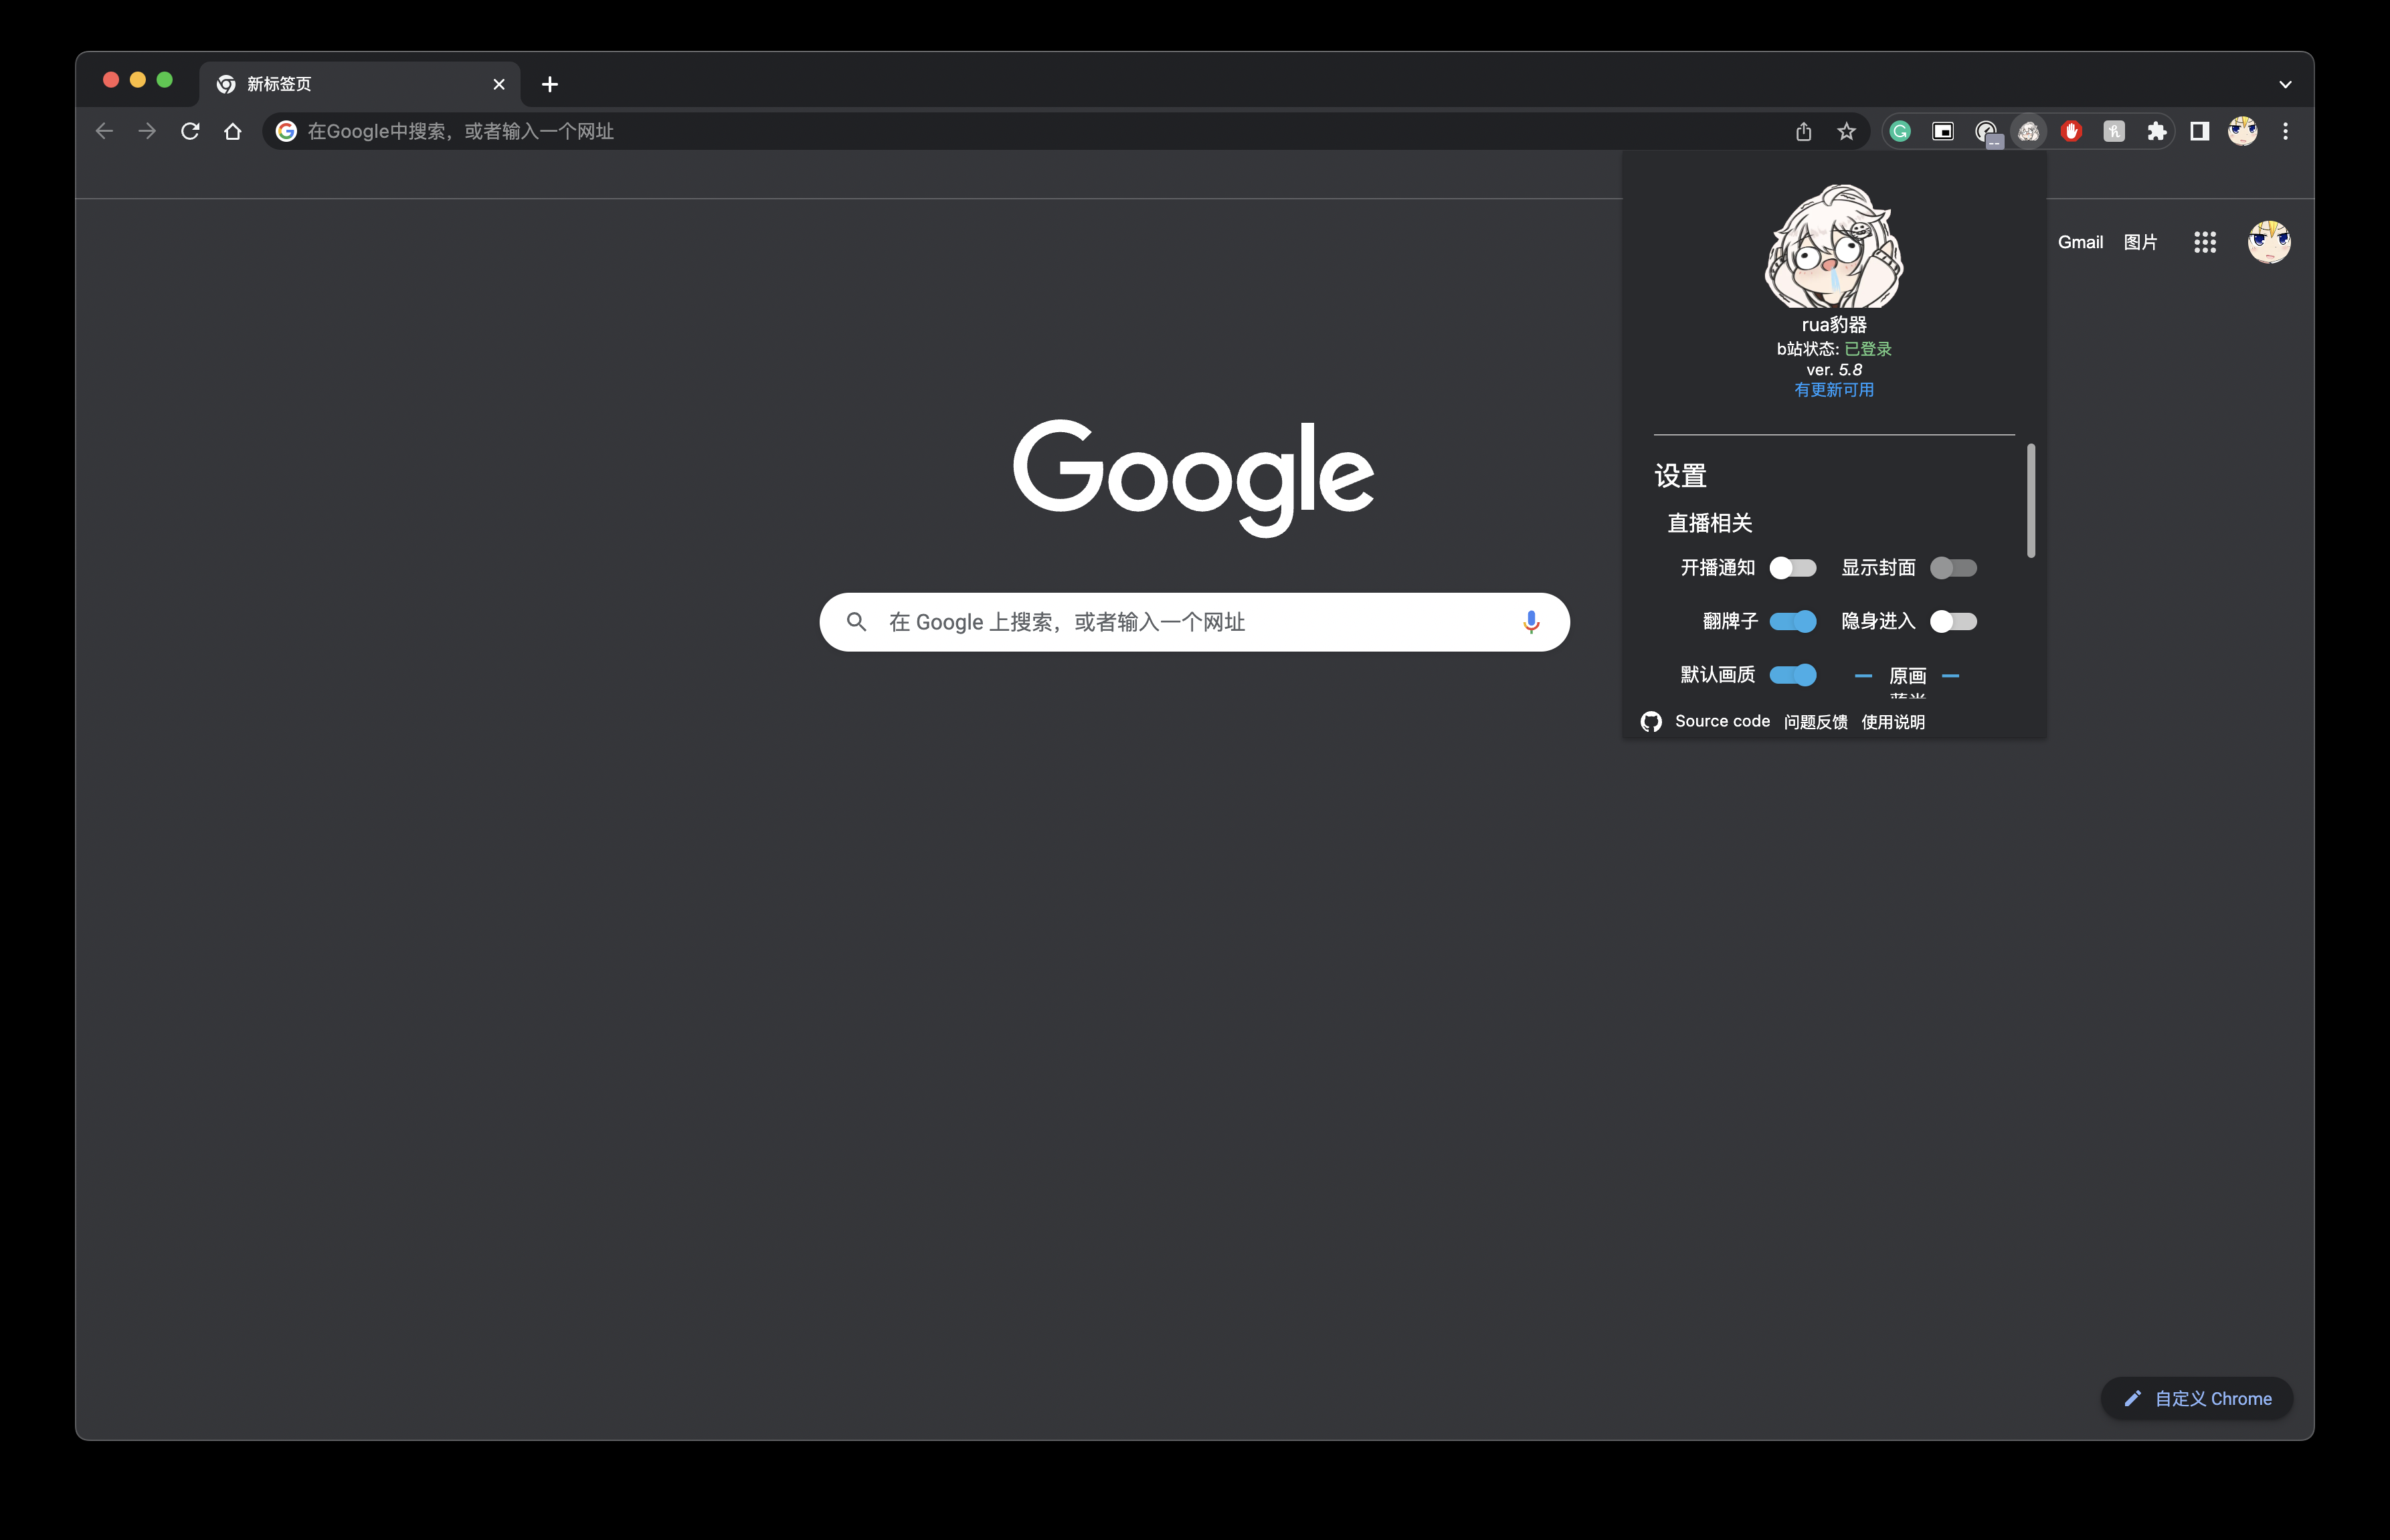 新标签页
在Google中搜索，或者输入一个网址
Gmail 图片
rua豹器
b站状态: 已登录
ver. 5.8
有更新可用
Google
在 Google 上搜索，或者输入一个网址
设置
直播相关
开播通知 显示封面
翻牌子 隐身进入
默认画质 原画
Source code 问题反馈 使用说明
自定义 Chrome